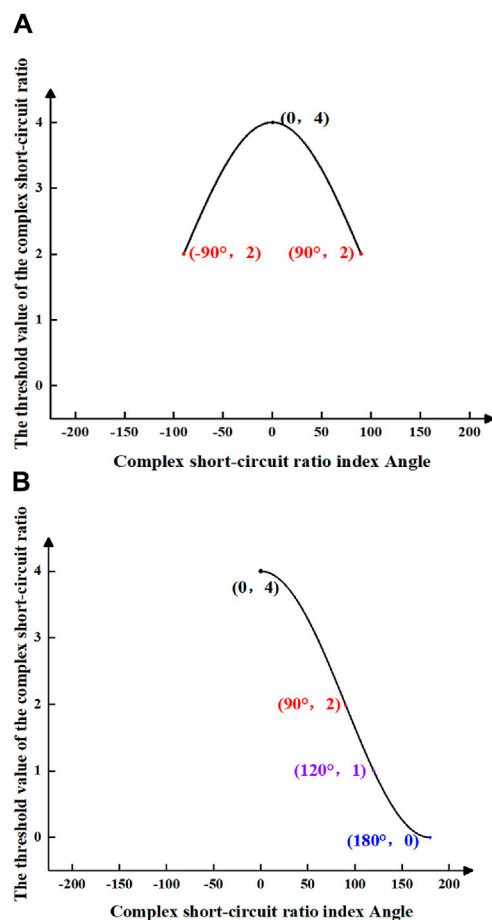 A
The threshold value of the complex short-circuit ratio
4
(0， 4)
3
2
(-90°， 2)
(90°， 2)
1
0
-200 -150 -100 -50 0 50 100 150 200
Complex short-circuit ratio index Angle
B
The threshold value of the complex short-circuit ratio
4
(0， 4)
3
2
(90°， 2)
1
(120°， 1)
0
(180°， 0)
-200 -150 -100 -50 0 50 100 150 200
Complex short-circuit ratio index Angle